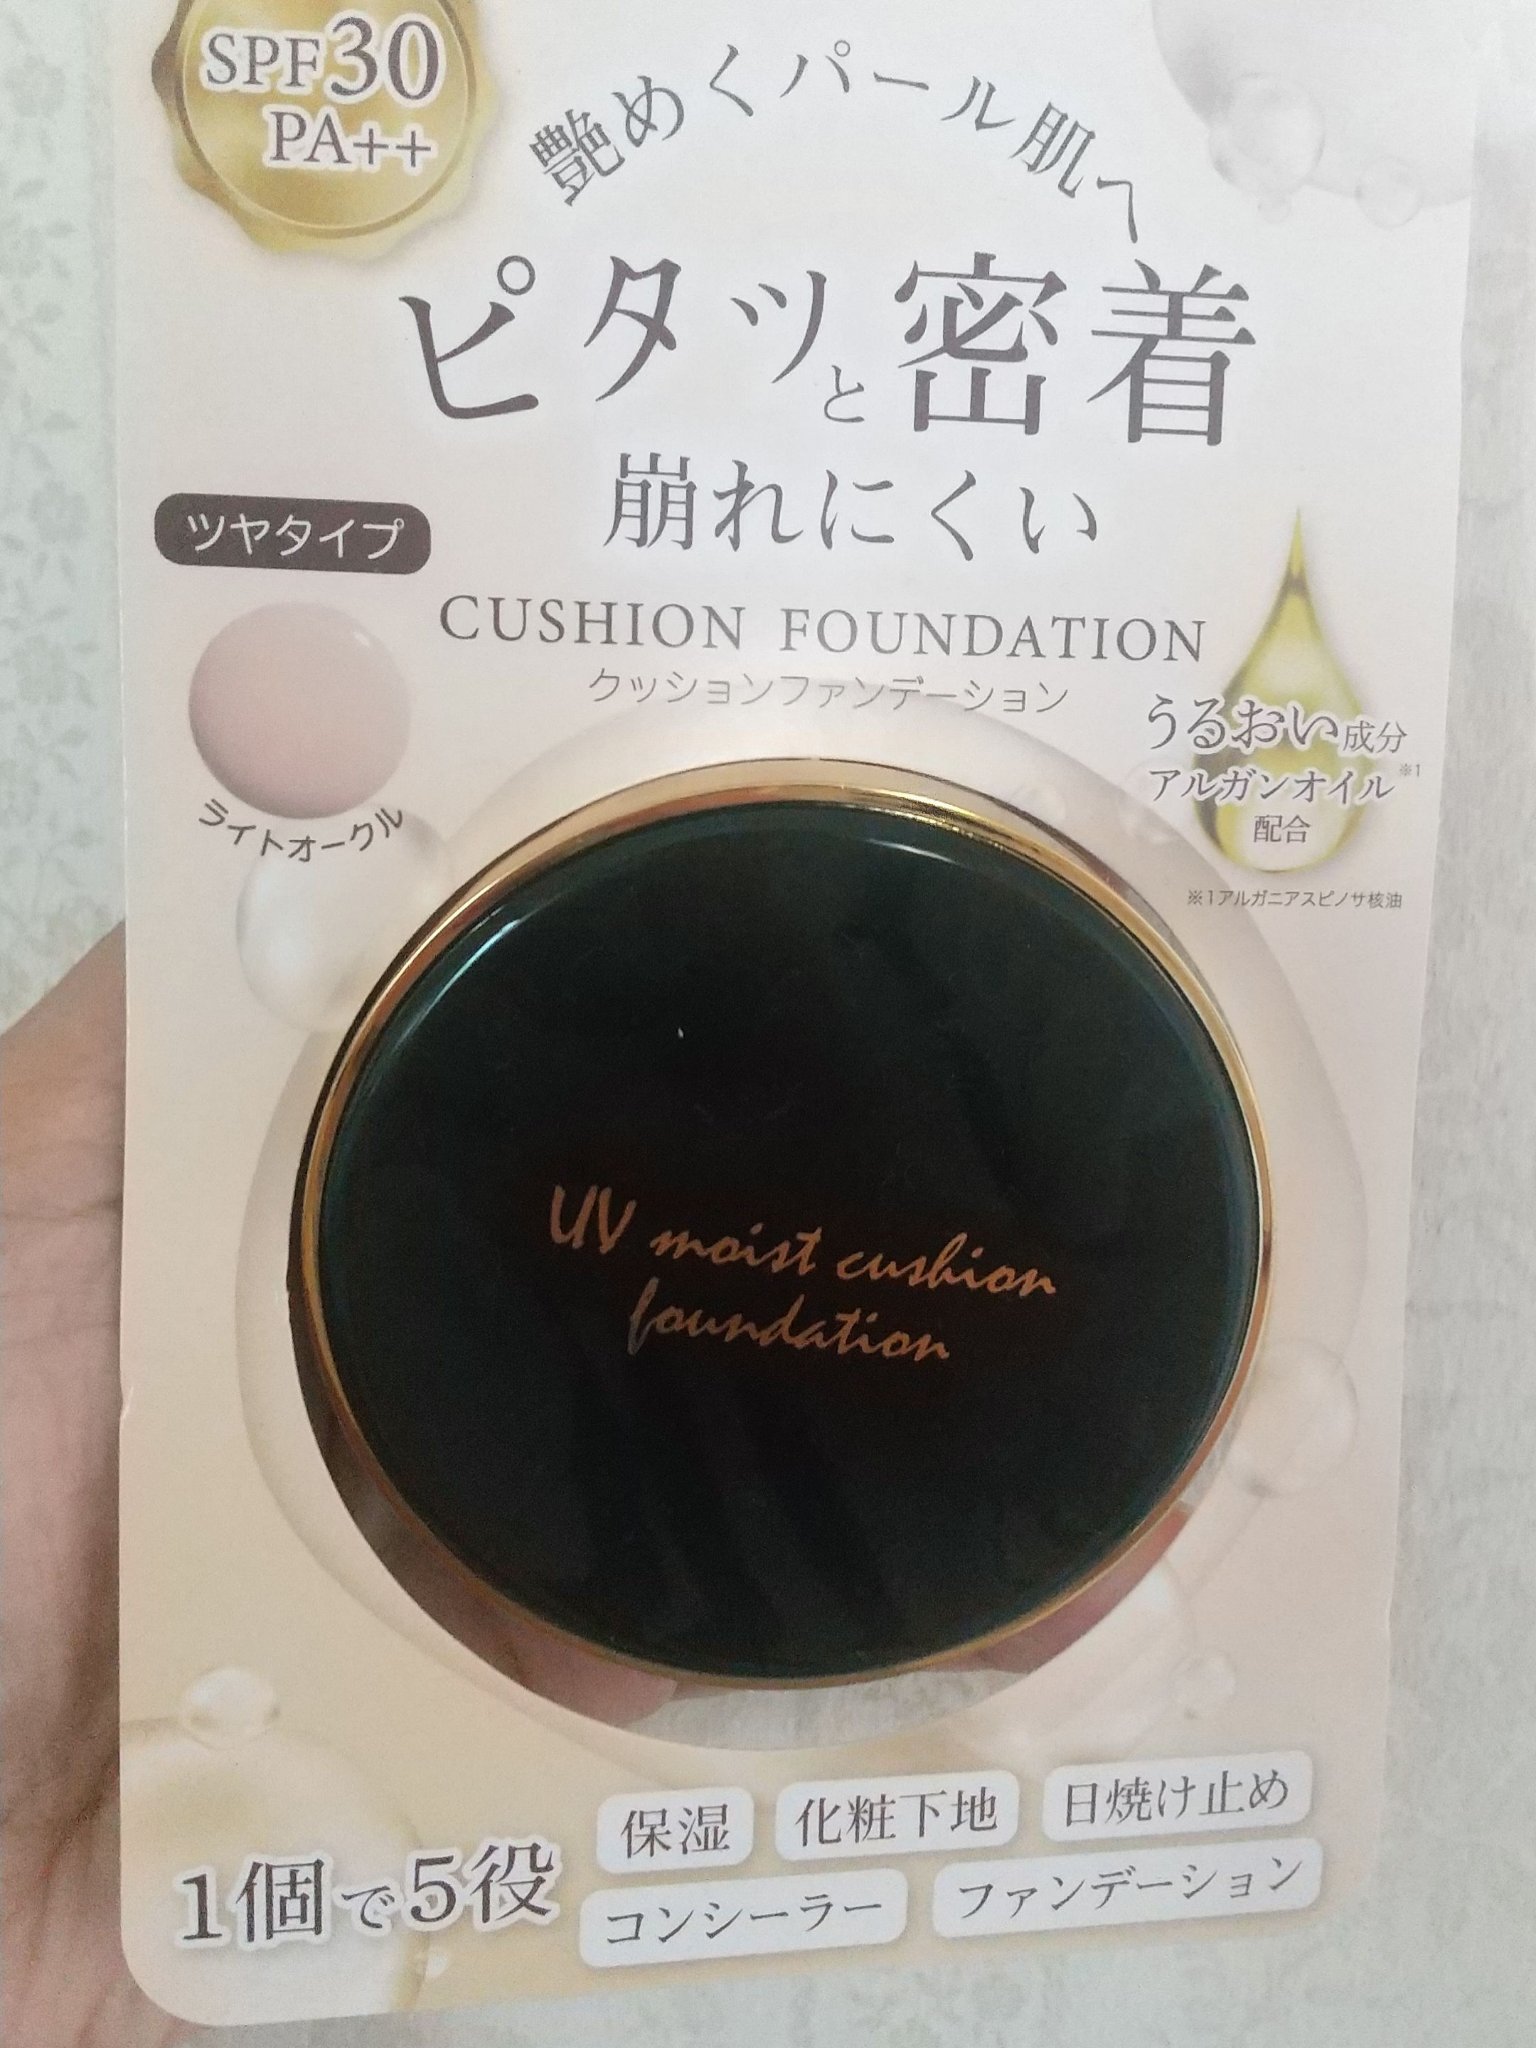 SPF30
PA++
艶めくパール肌へ
ピタッと密着
崩れにくい
ツヤタイプ
CUSHION FOUNDATION
クッションファンデーション
ライトオークル
うるおい成分
アルガンオイル※1
配合
※1アルガニアスピノサ核油
UV moist cushion
foundation
1個で5役
保湿 化粧下地 日焼け止め
コンシーラー ファンデーション